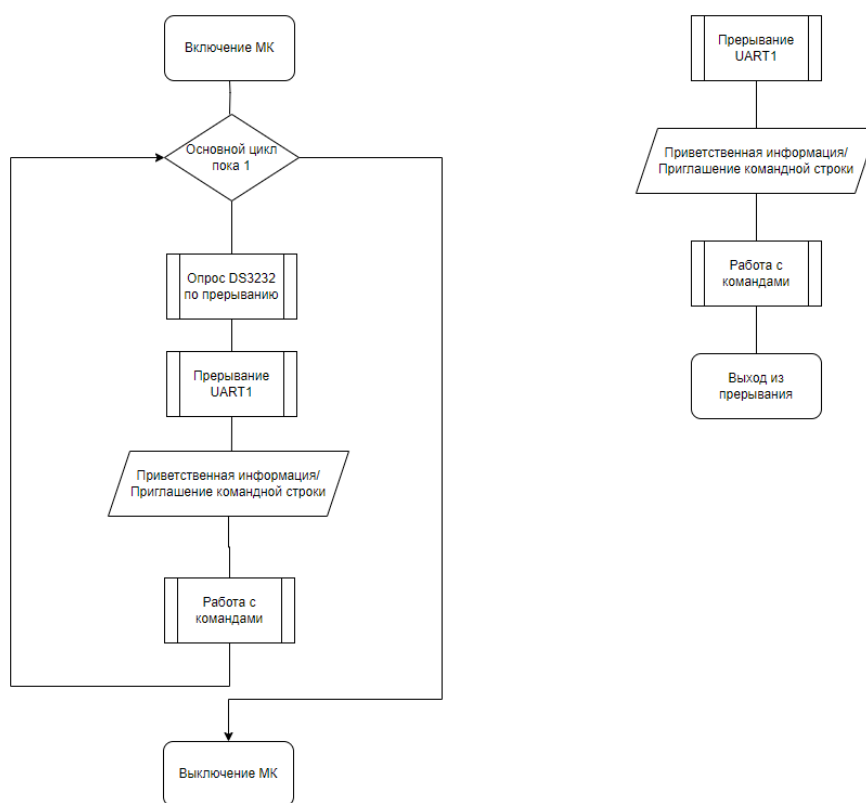 Включение МК
Основной цикл
пока 1
Опрос DS3232
по прерыванию
Прерывание
UART1
Приветственная информация/
Приглашение командной строки
Работа с
командами
Выключение МК
Прерывание
UART1
Приветственная информация/
Приглашение командной строки
Работа с
командами
Выход из
прерывания